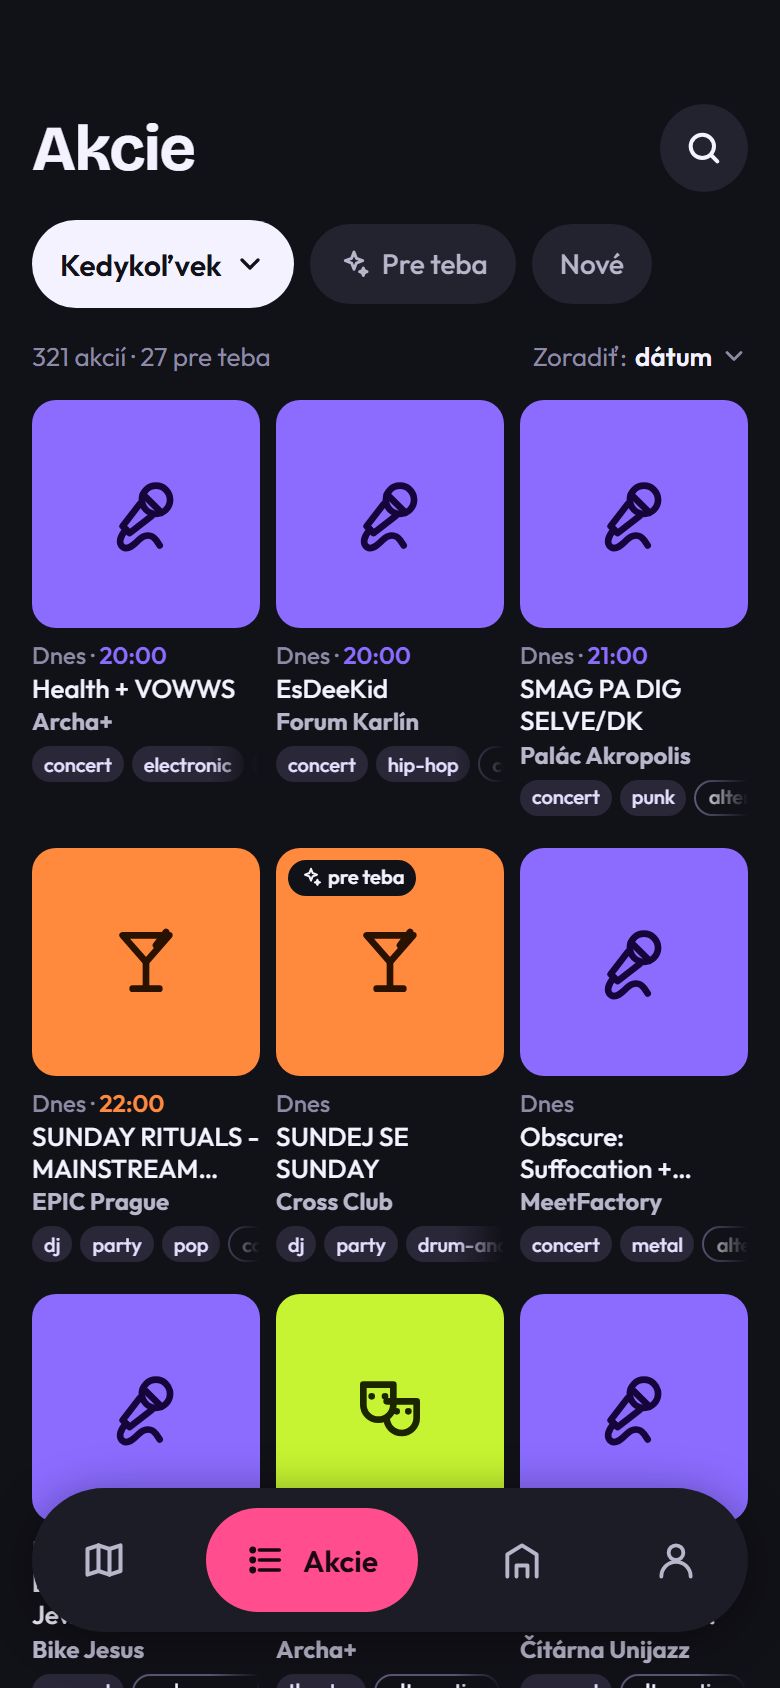 Akcie
Kedykoľvek
Pre teba
Nové
321 akcií · 27 pre teba
Zoradiť: dátum
Dnes · 20:00
Health + VOWWS
Archa+
concert electronic
Dnes · 20:00
EsDeeKid
Forum Karlín
concert hip-hop
Dnes · 21:00
SMAG PA DIG
SELVE/DK
Palác Akropolis
concert punk
Dnes · 22:00
SUNDAY RITUALS -
MAINSTREAM...
EPIC Prague
dj party pop
pre teba
Dnes
SUNDEJ SE
SUNDAY
Cross Club
dj party
Dnes
Obscure:
Suffocation +...
MeetFactory
concert metal
Akcie
Bike Jesus
Archa+
Čítárna Unijazz